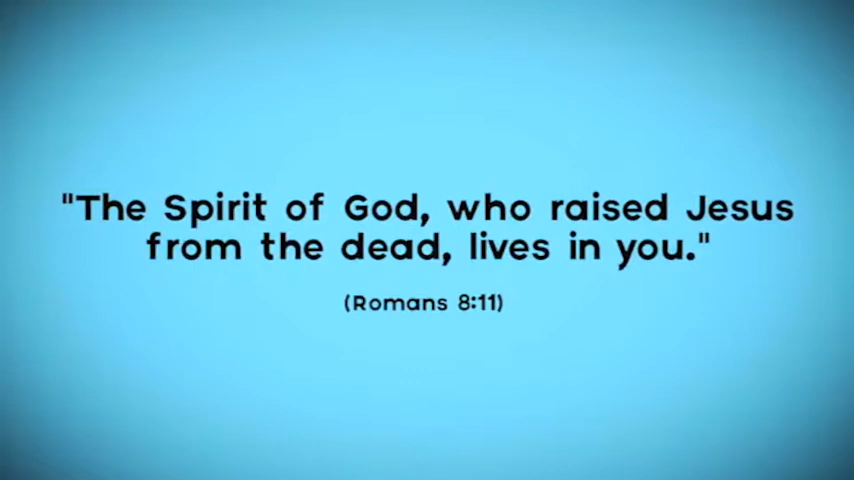 "The Spirit of God, who raised Jesus
from the dead, lives in you."
(Romans 8:11)